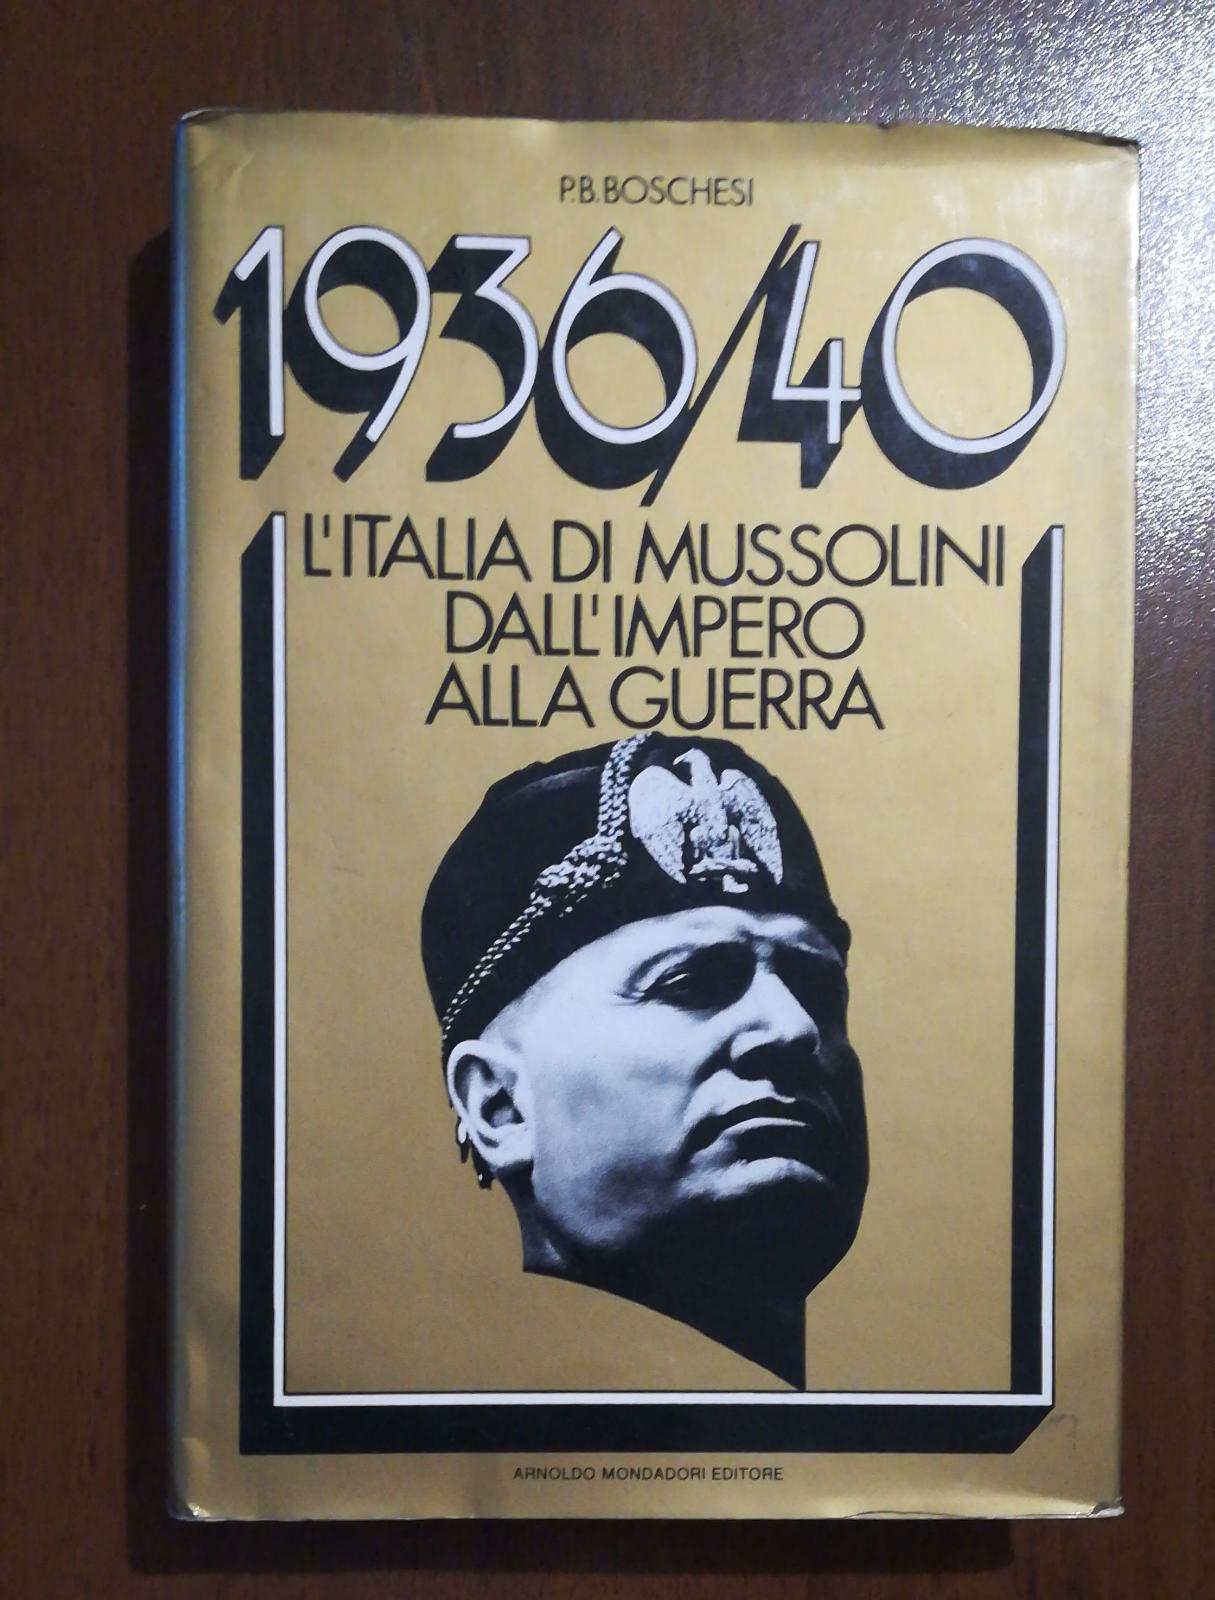 P.B.BOSCHESI
1936/40
L'ITALIA DI MUSSOLINI
DALL'IMPERO
ALLA GUERRA
ARNOLDO MONDADORI EDITORE